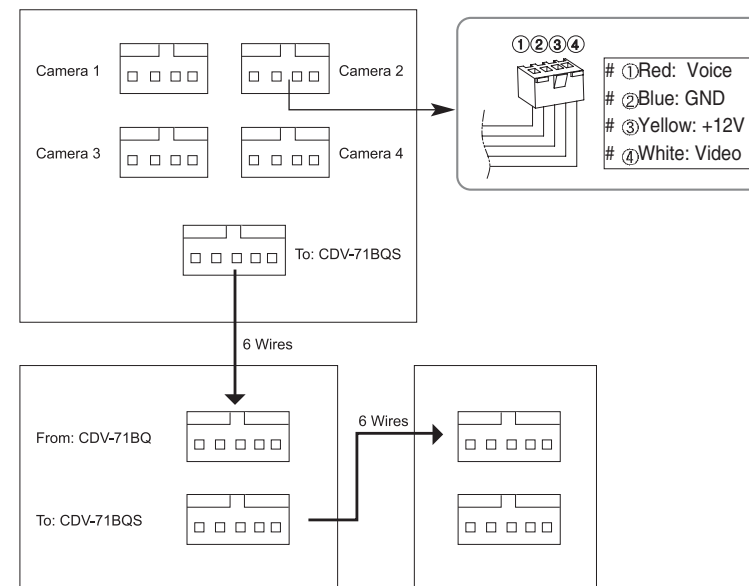 Camera 1
Camera 2
①②③④
# ①Red: Voice
# ②Blue: GND
# ③Yellow: +12V
# ④White: Video
Camera 3
Camera 4
To: CDV-71BQS
6 Wires
From: CDV-71BQ
6 Wires
To: CDV-71BQS